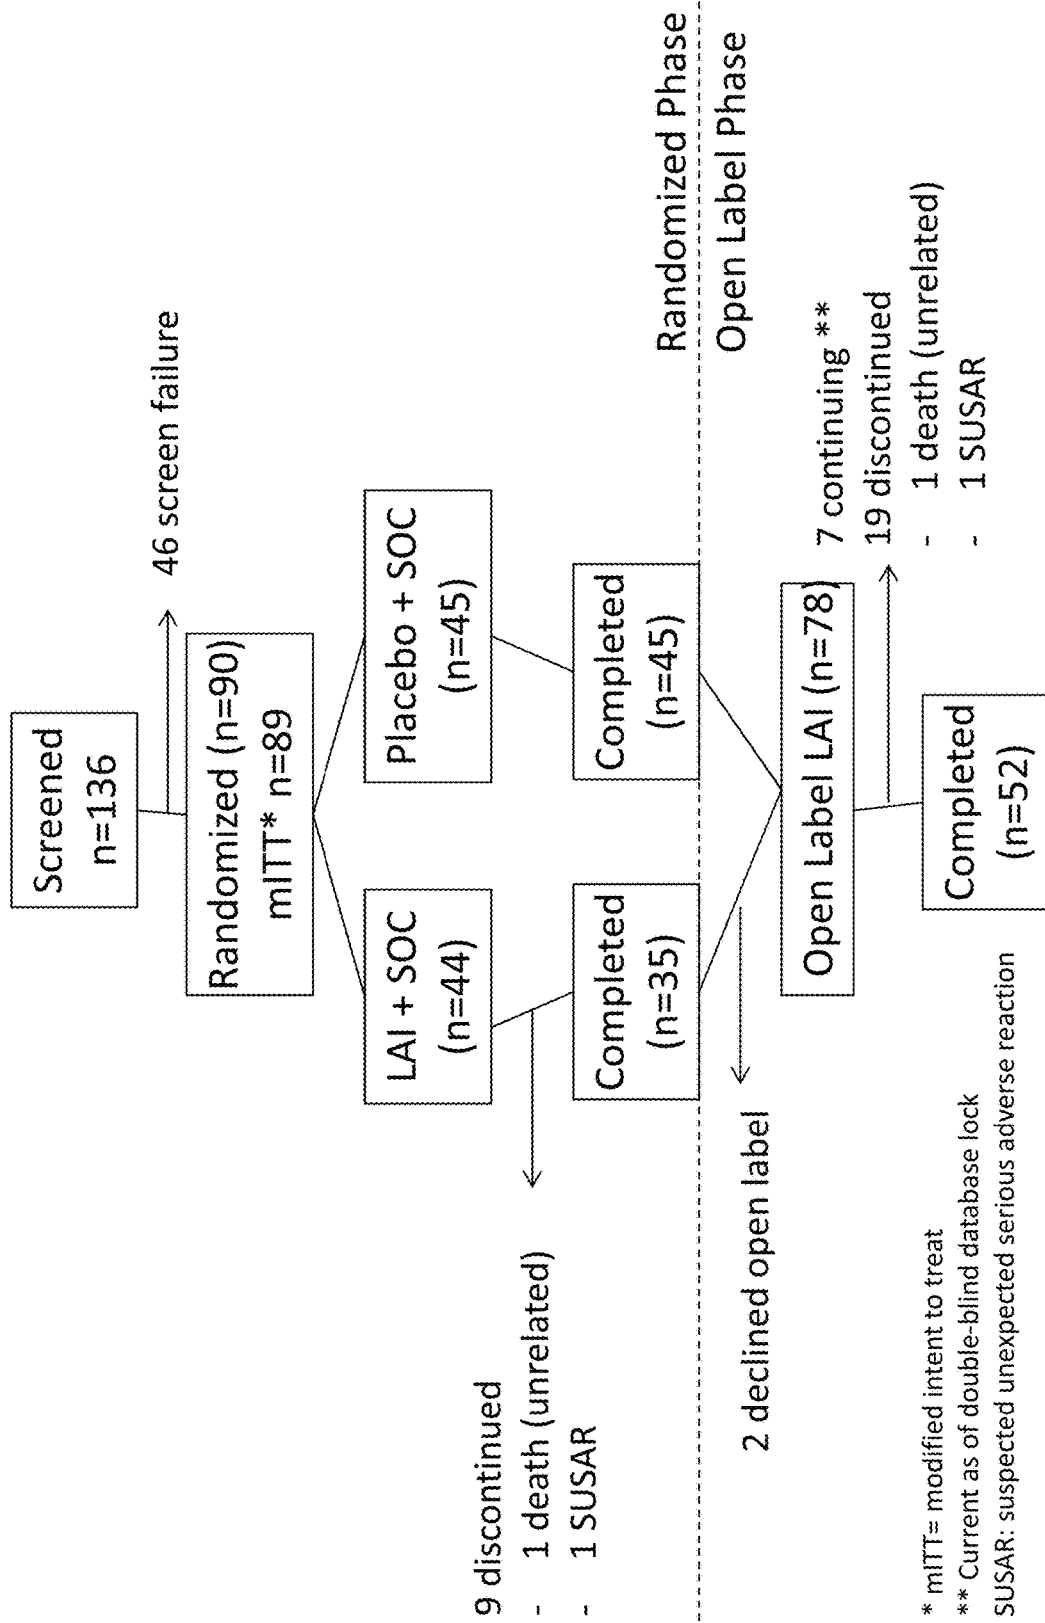 Screened
n=136
46 screen failure
Randomized (n=90)
mITT* n=89
LAI + SOC
(n=44)
Placebo + SOC
(n=45)
9 discontinued
- 1 death (unrelated)
- 1 SUSAR
Completed
(n=35)
Completed
(n=45)
Randomized Phase
Open Label Phase
2 declined open label
Open Label LAI (n=78)
7 continuing **
19 discontinued
- 1 death (unrelated)
- 1 SUSAR
Completed
(n=52)
* mITT= modified intent to treat
** Current as of double-blind database lock
SUSAR: suspected unexpected serious adverse reaction